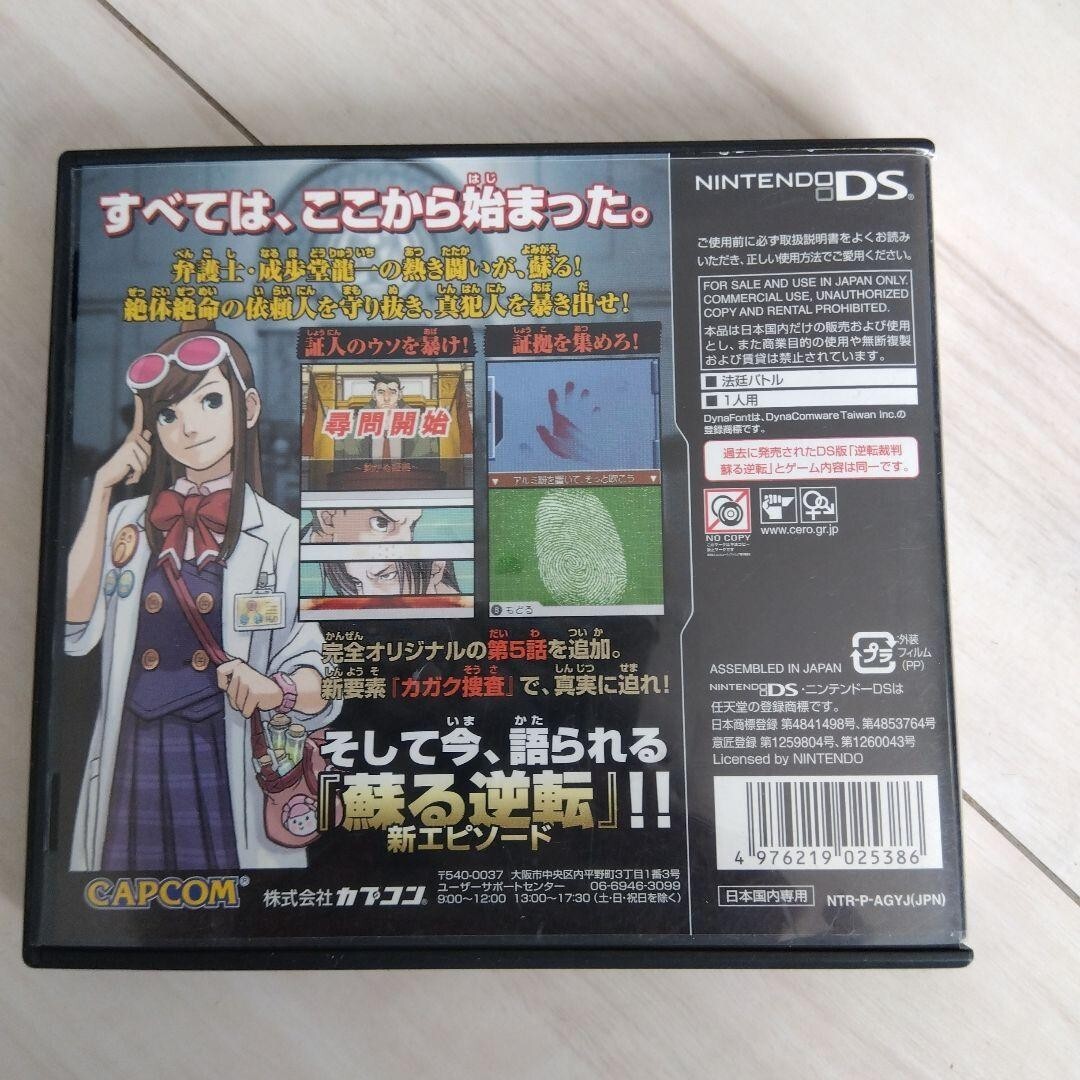 すべては、ここから始まった。
弁護士・成歩堂龍一の熱き闘いが、蘇る！
絶体絶命の依頼人を守り抜き、真犯人を暴き出せ！
証人のウソを暴け！
尋問開始
証拠を集めろ！
アルミ粉を置いて、そっと吹こう
Ⓑ もどる
完全オリジナルの第5話を追加。
新要素『カガク捜査』で、真実に迫れ！
そして今、語られる
『蘇る逆転』!!
新エピソード
CAPCOM®
株式会社カプコン®
〒540-0037 大阪市中央区内平野町3丁目1番3号
ユーザーサポートセンター 06-6946-3099
9:00～12:00 13:00～17:30（土・日・祝日を除く）
NINTENDO DS®
ご使用前に必ず取扱説明書をよくお読み
いただき、正しい使用方法でご愛用ください。
FOR SALE AND USE IN JAPAN ONLY.
COMMERCIAL USE, UNAUTHORIZED
COPY AND RENTAL PROHIBITED.
本品は日本国内だけの販売および使用
とし、また商業目的の使用や無断複製
および賃貸は禁止されています。
■ 法廷バトル
■ 1人用
DynaFontは、DynaComware Taiwan Inc.の
登録商標です。
過去に発売されたDS版「逆転裁判
蘇る逆転」とゲーム内容は同一です。
NO COPY
www.cero.gr.jp
プラ
外装
フィルム
(PP)
ASSEMBLED IN JAPAN
NINTENDO DS・ニンテンドーDSは
任天堂の登録商標です。
日本商標登録 第4841498号、第4853764号
意匠登録 第1259804号、第1260043号
Licensed by NINTENDO
4 976219 025386
日本国内専用
NTR-P-AGYJ(JPN)